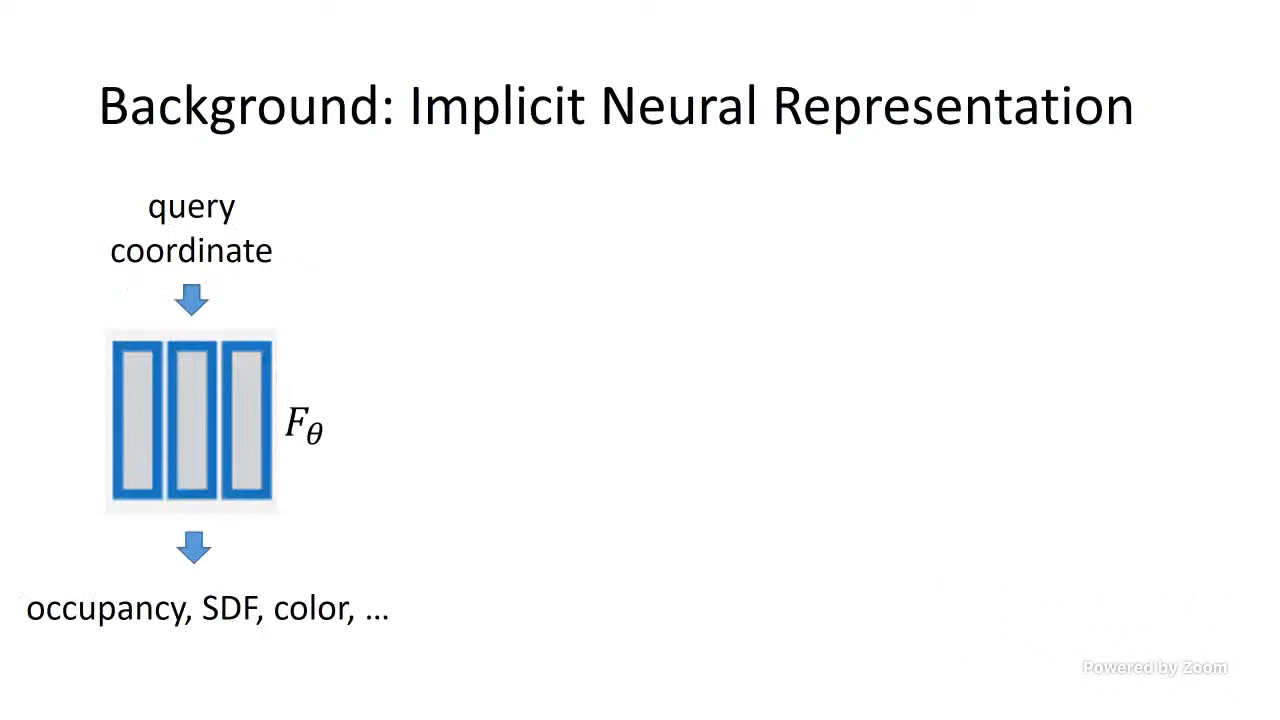 Background: Implicit Neural Representation
query
coordinate
F_θ
occupancy, SDF, color, ...
Powered by Zoom